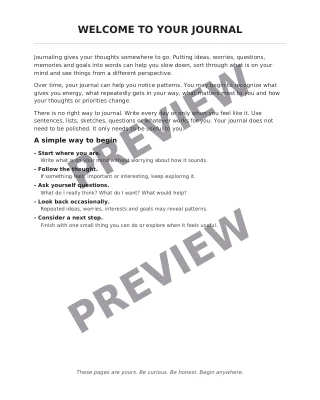 WELCOME TO YOUR JOURNAL
Journaling gives your thoughts somewhere to go. Putting ideas, worries, questions,
memories and goals into words can help you slow down, sort through what is on your
mind and see things from a different perspective.
Over time, your journal can help you notice patterns. You may begin to recognize what
gives you energy, what repeatedly gets in your way, what matters most to you and how
your thoughts or priorities change.
There is no right way to journal. Write every day or only when you feel like it. Use
sentences, lists, sketches, questions or whatever works for you. Your journal does not
need to be polished. It only needs to be useful to you.
A simple way to begin
- Start where you are.
Write what is on your mind without worrying about how it sounds.
- Follow the thought.
If something feels important or interesting, keep exploring it.
- Ask yourself questions.
What do I really think? What do I want? What would help?
- Look back occasionally.
Repeated ideas, worries, interests and goals may reveal patterns.
- Consider a next step.
Finish with one small thing you can do or explore when it feels useful.
PREVIEW
PREVIEW
These pages are yours. Be curious. Be honest. Begin anywhere.